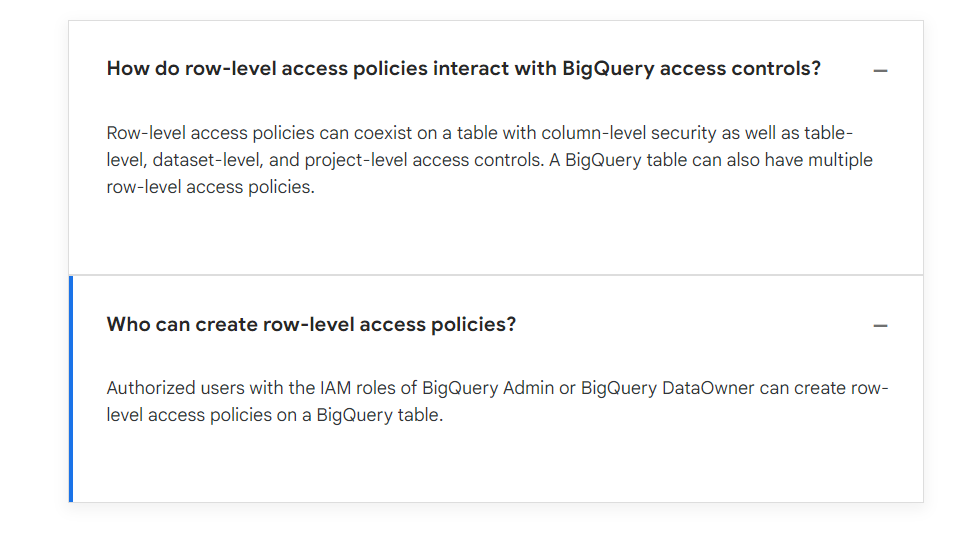 How do row-level access policies interact with BigQuery access controls?
Row-level access policies can coexist on a table with column-level security as well as table-
level, dataset-level, and project-level access controls. A BigQuery table can also have multiple
row-level access policies.
Who can create row-level access policies?
Authorized users with the IAM roles of BigQuery Admin or BigQuery DataOwner can create row-
level access policies on a BigQuery table.